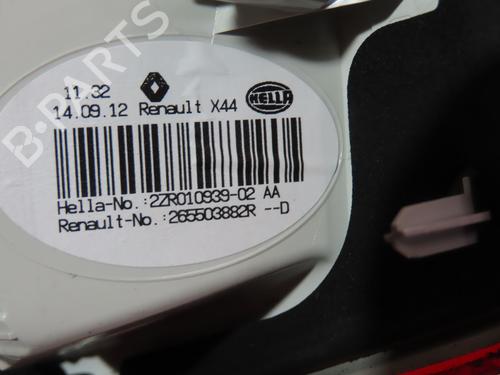 B-PARTS
11.32
HELLA
14.09.12 Renault X44
Hella-No.:2ZR010939-02 AA
Renault-No.:265503882R --D